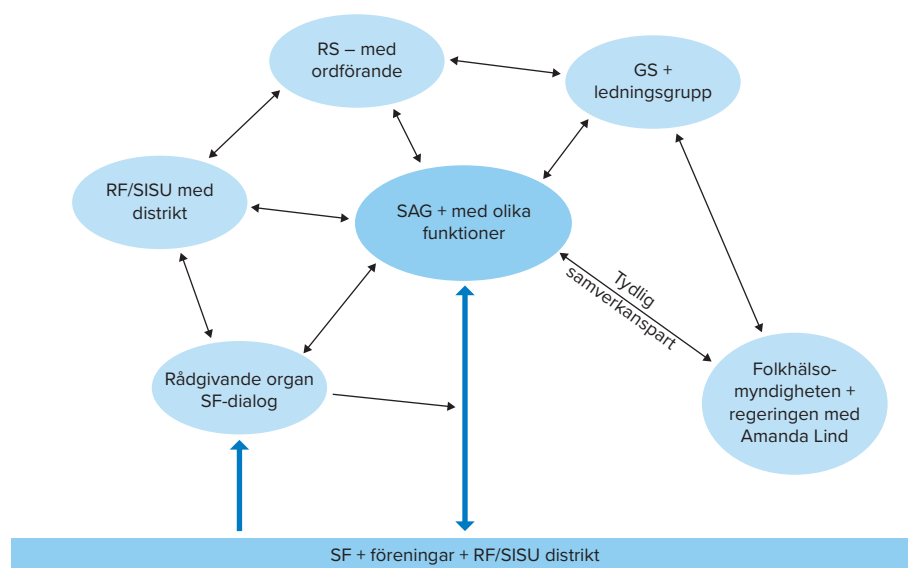 RS – med
ordförande
GS +
ledningsgrupp
RF/SISU med
distrikt
SAG + med olika
funktioner
Tydlig
samverkanspart
Rådgivande organ
SF-dialog
Folkhälso-
myndigheten +
regeringen med
Amanda Lind
SF + föreningar + RF/SISU distrikt